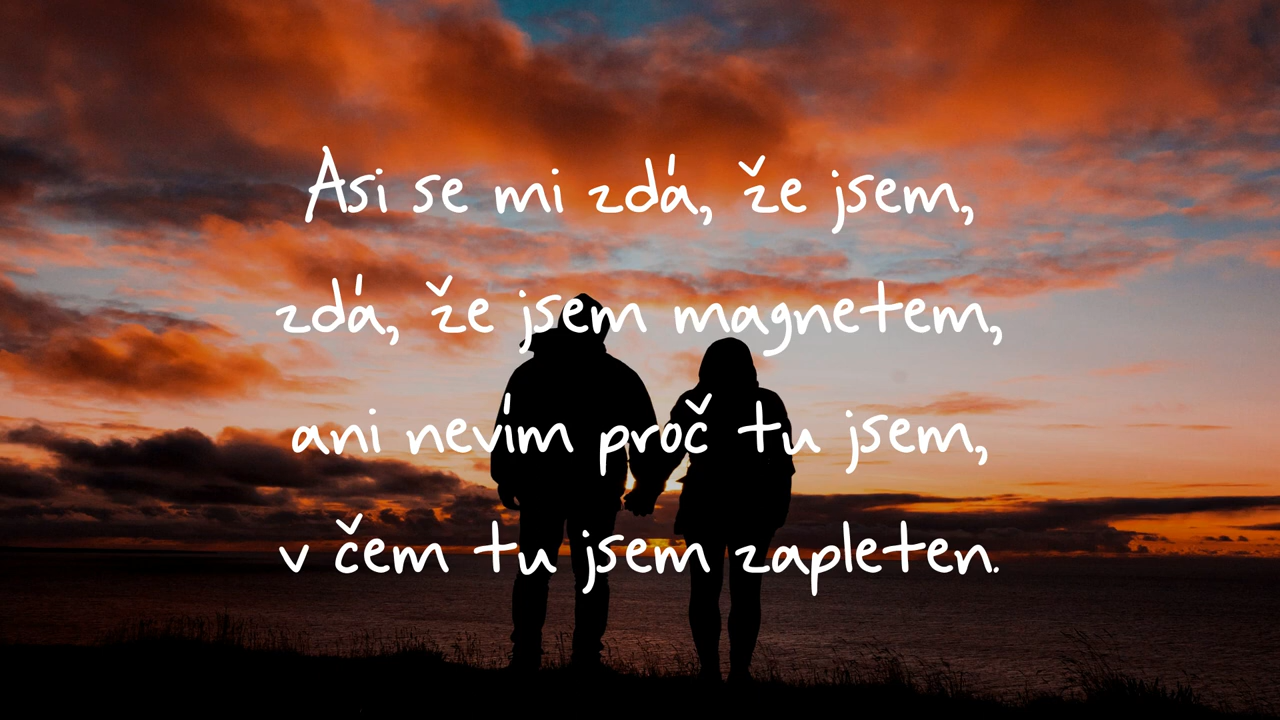 Asi se mi zdá, že jsem,
zdá, že jsem magnetem,
ani nevím proč tu jsem,
v čem tu jsem zapleten.